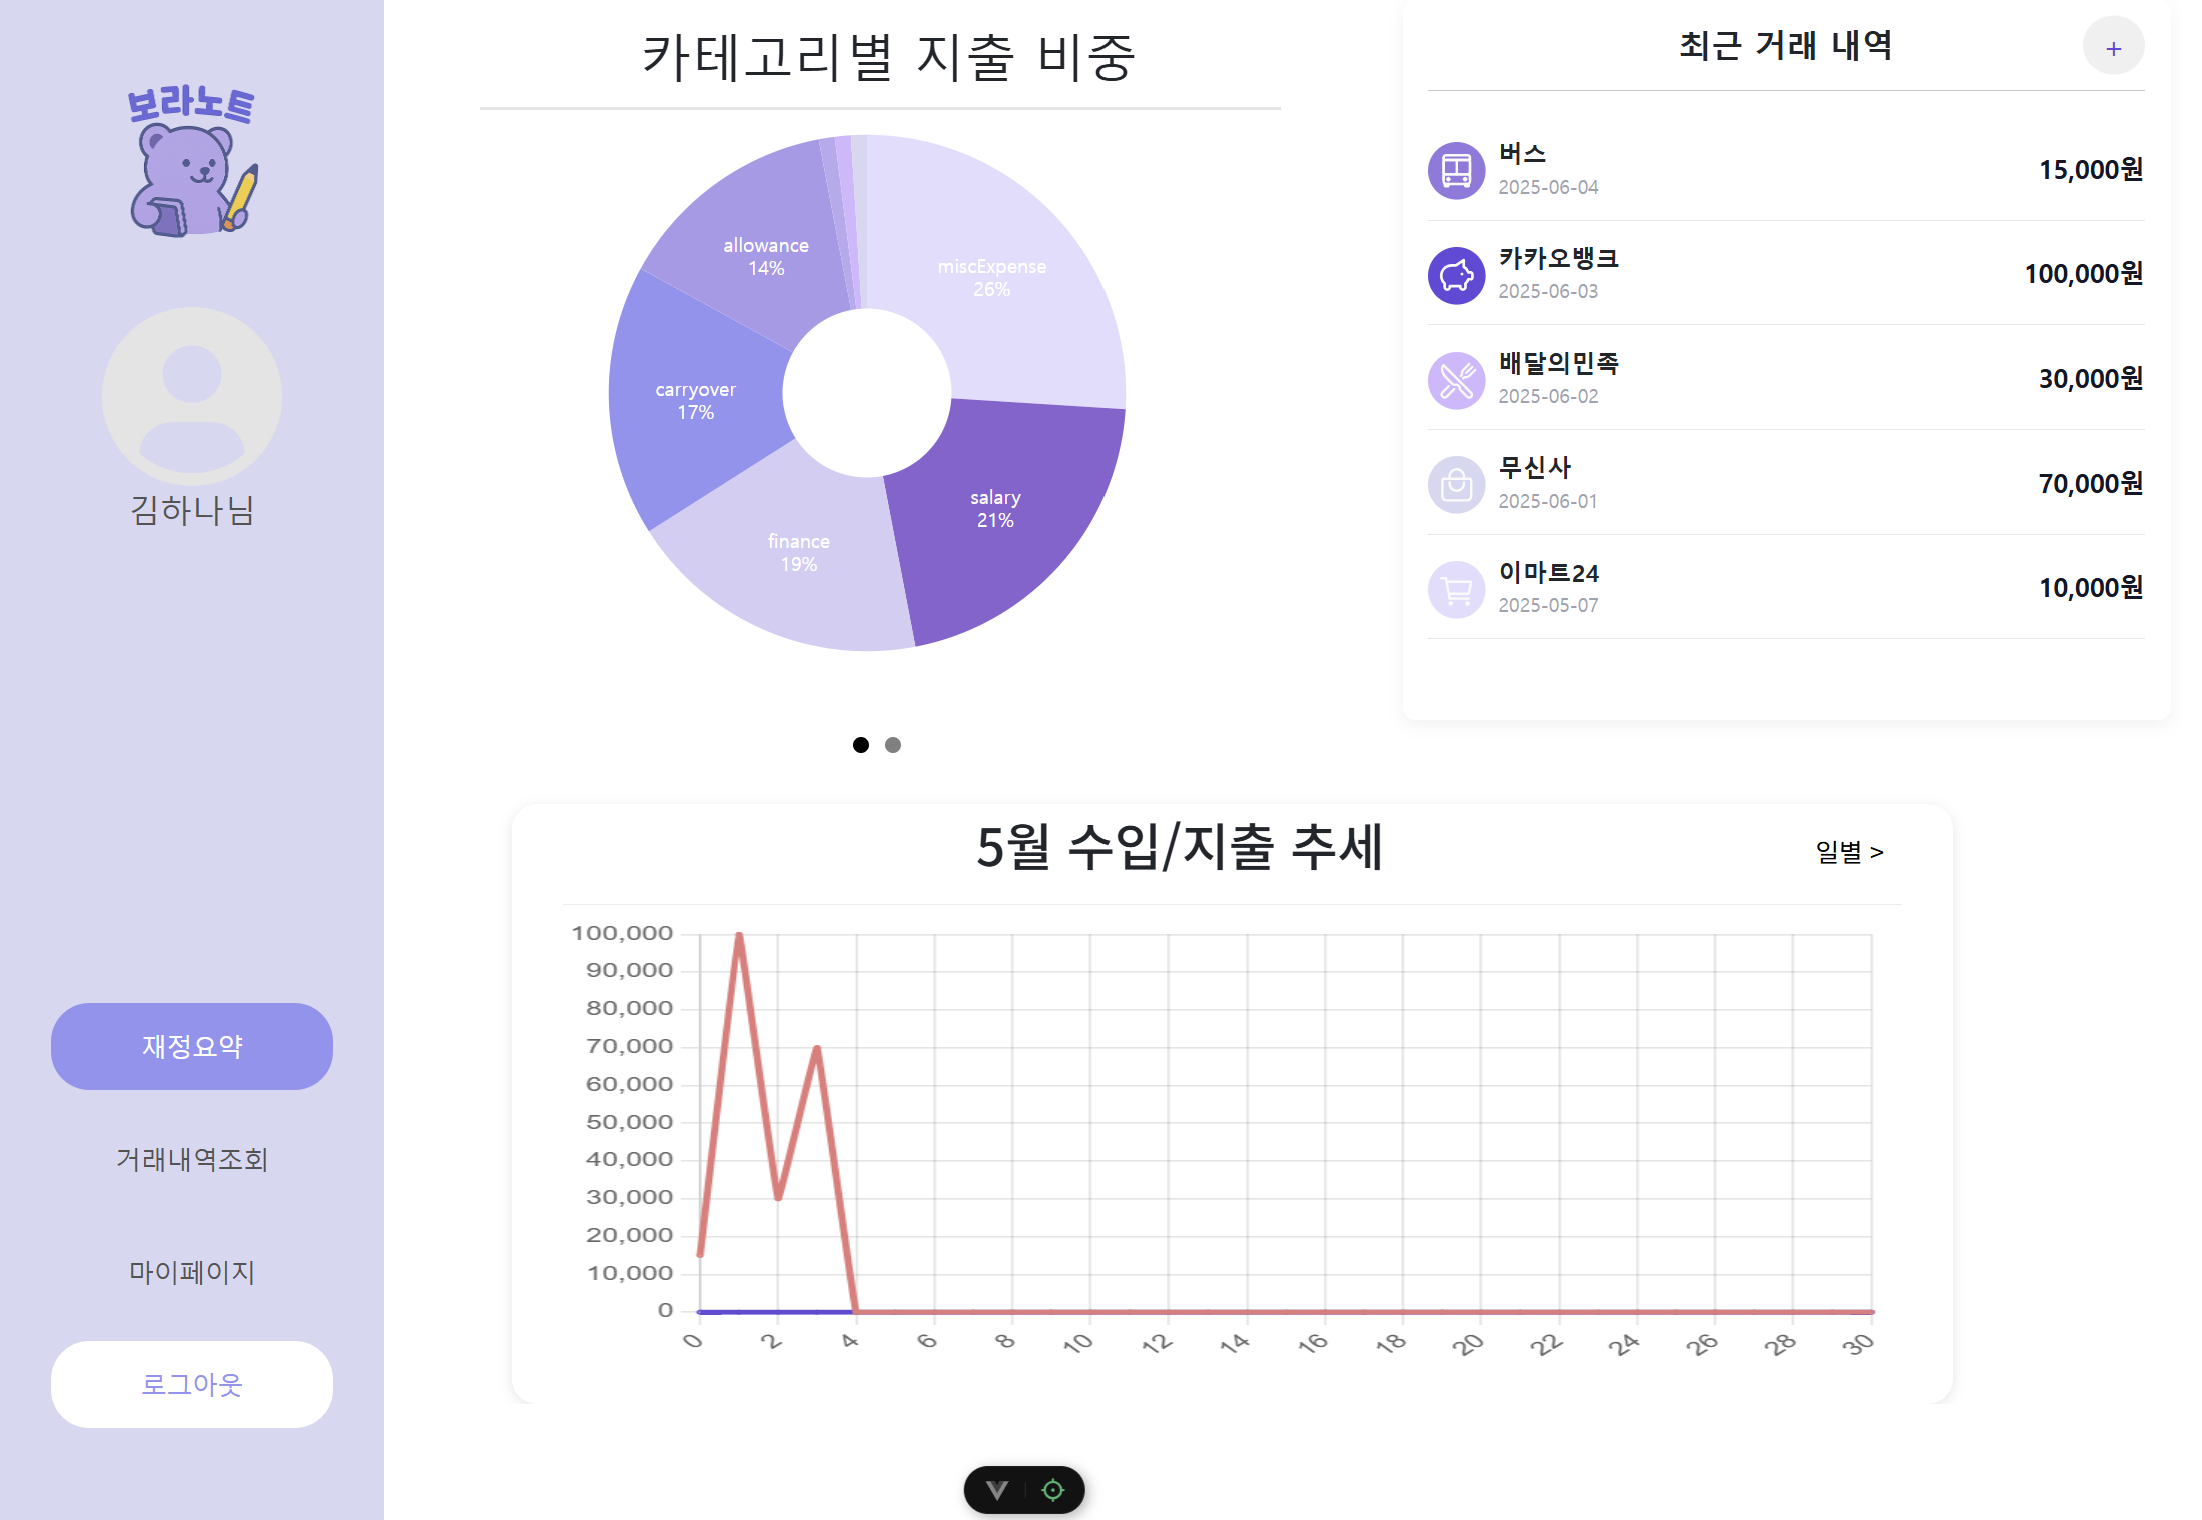 보라노트
김하나님
재정요약
거래내역조회
마이페이지
로그아웃
카테고리별 지출 비중
allowance
14%
miscExpense
26%
carryover
17%
salary
21%
finance
19%
최근 거래 내역
+
버스
2025-06-04
15,000원
카카오뱅크
2025-06-03
100,000원
배달의민족
2025-06-02
30,000원
무신사
2025-06-01
70,000원
이마트24
2025-05-07
10,000원
5월 수입/지출 추세
일별 >
100,000
90,000
80,000
70,000
60,000
50,000
40,000
30,000
20,000
10,000
0
0 2 4 6 8 10 12 14 16 18 20 22 24 26 28 30